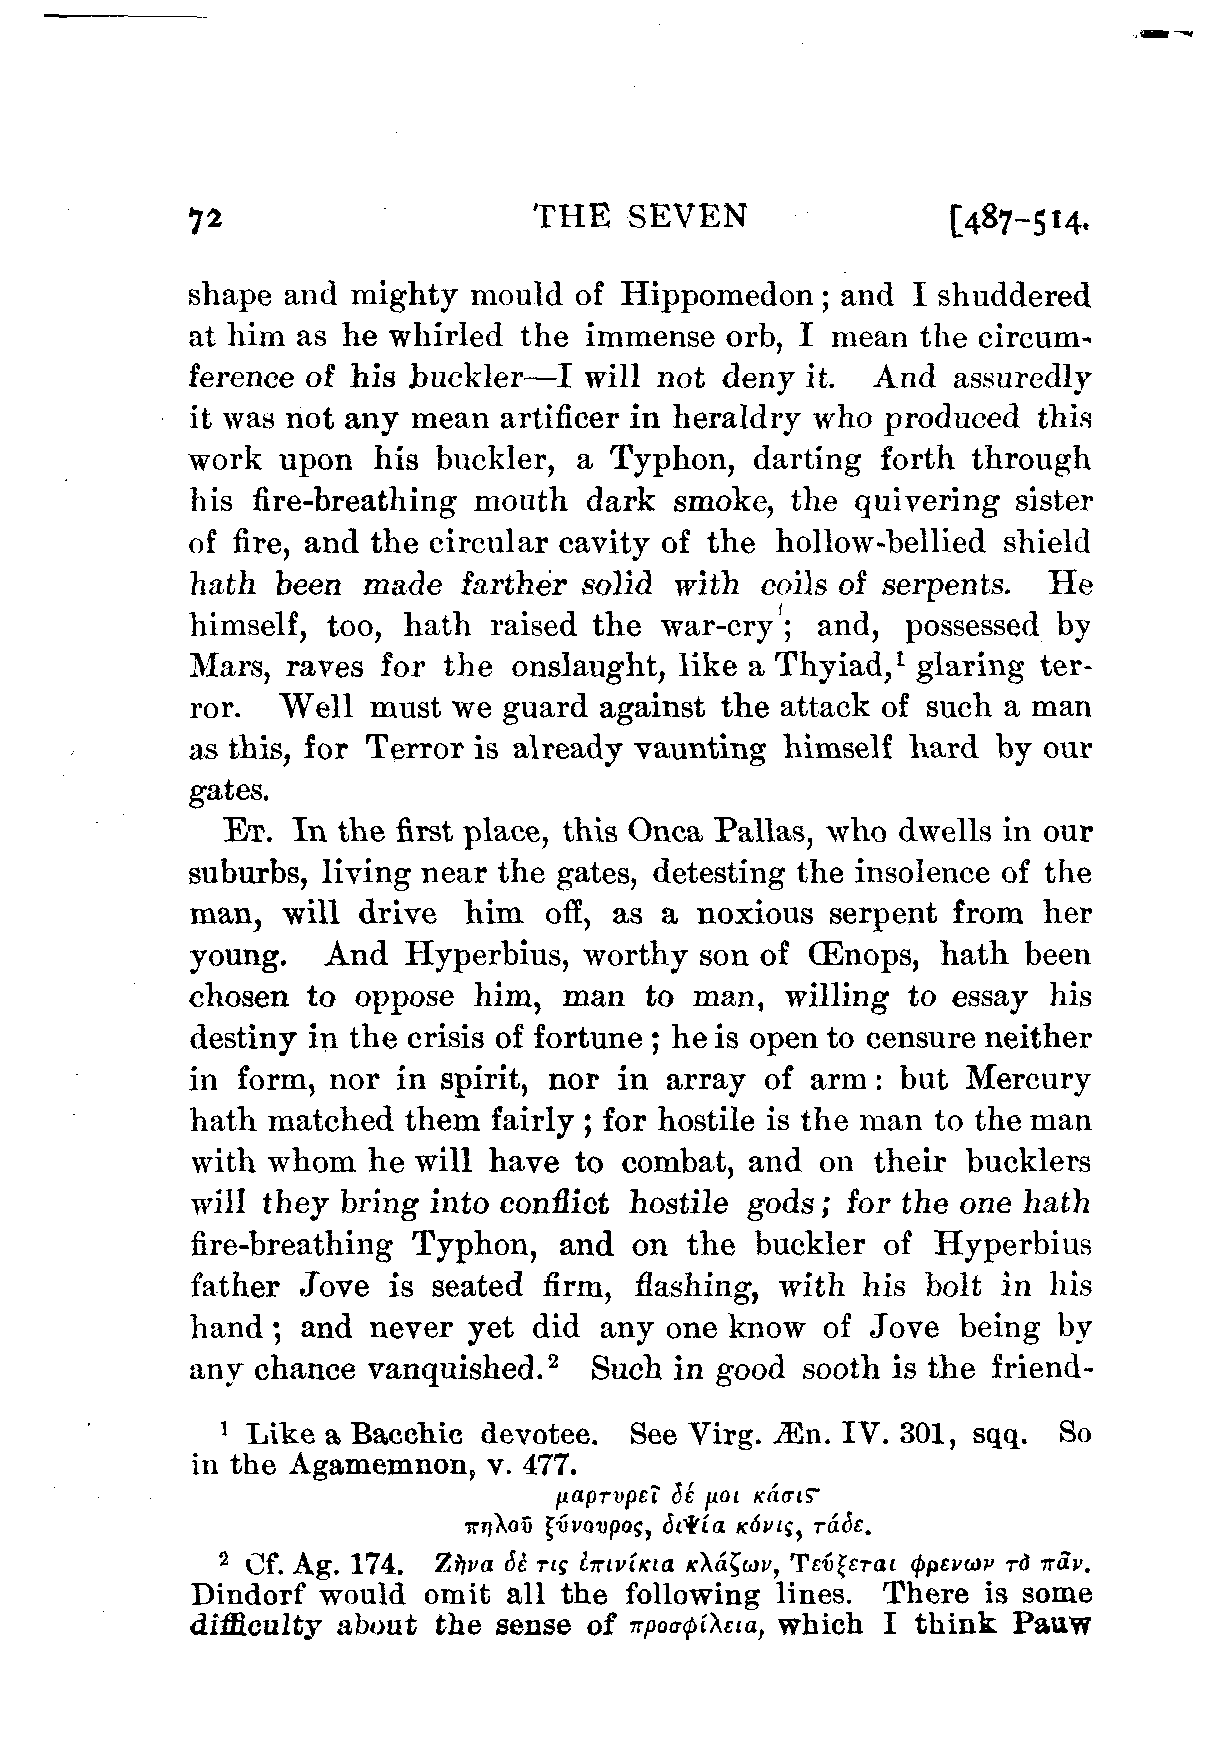 72 THE SEVEN [487-514.
shape and mighty mould of Hippomedon; and I shuddered
at him as he whirled the immense orb, I mean the circum-
ference of his buckler—I will not deny it. And assuredly
it was not any mean artificer in heraldry who produced this
work upon his buckler, a Typhon, darting forth through
his fire-breathing mouth dark smoke, the quivering sister
of fire, and the circular cavity of the hollow-bellied shield
hath been made farther solid with coils of serpents. He
himself, too, hath raised the war-cry; and, possessed by
Mars, raves for the onslaught, like a Thyiad,¹ glaring ter-
ror. Well must we guard against the attack of such a man
as this, for Terror is already vaunting himself hard by our
gates.
ET. In the first place, this Onca Pallas, who dwells in our
suburbs, living near the gates, detesting the insolence of the
man, will drive him off, as a noxious serpent from her
young. And Hyperbius, worthy son of Œnops, hath been
chosen to oppose him, man to man, willing to essay his
destiny in the crisis of fortune; he is open to censure neither
in form, nor in spirit, nor in array of arm: but Mercury
hath matched them fairly; for hostile is the man to the man
with whom he will have to combat, and on their bucklers
will they bring into conflict hostile gods; for the one hath
fire-breathing Typhon, and on the buckler of Hyperbius
father Jove is seated firm, flashing, with his bolt in his
hand; and never yet did any one know of Jove being by
any chance vanquished.² Such in good sooth is the friend-
¹ Like a Bacchic devotee. See Virg. Æn. IV. 301, sqq. So
in the Agamemnon, v. 477.
μαρτυρεῖ δέ μοι κάσις
πηλοῦ ξύνουρος, διψία κόνις, τάδε.
² Cf. Ag. 174. Ζῆνα δὲ τις ἐπινίκια κλάζων, Τεύξεται φρενων τὸ πᾶν.
Dindorf would omit all the following lines. There is some
difficulty about the sense of προσφίλεια, which I think Pauw